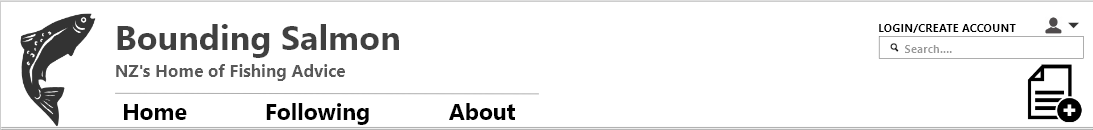 Bounding Salmon
NZ's Home of Fishing Advice
LOGIN/CREATE ACCOUNT
Search....
Home Following About